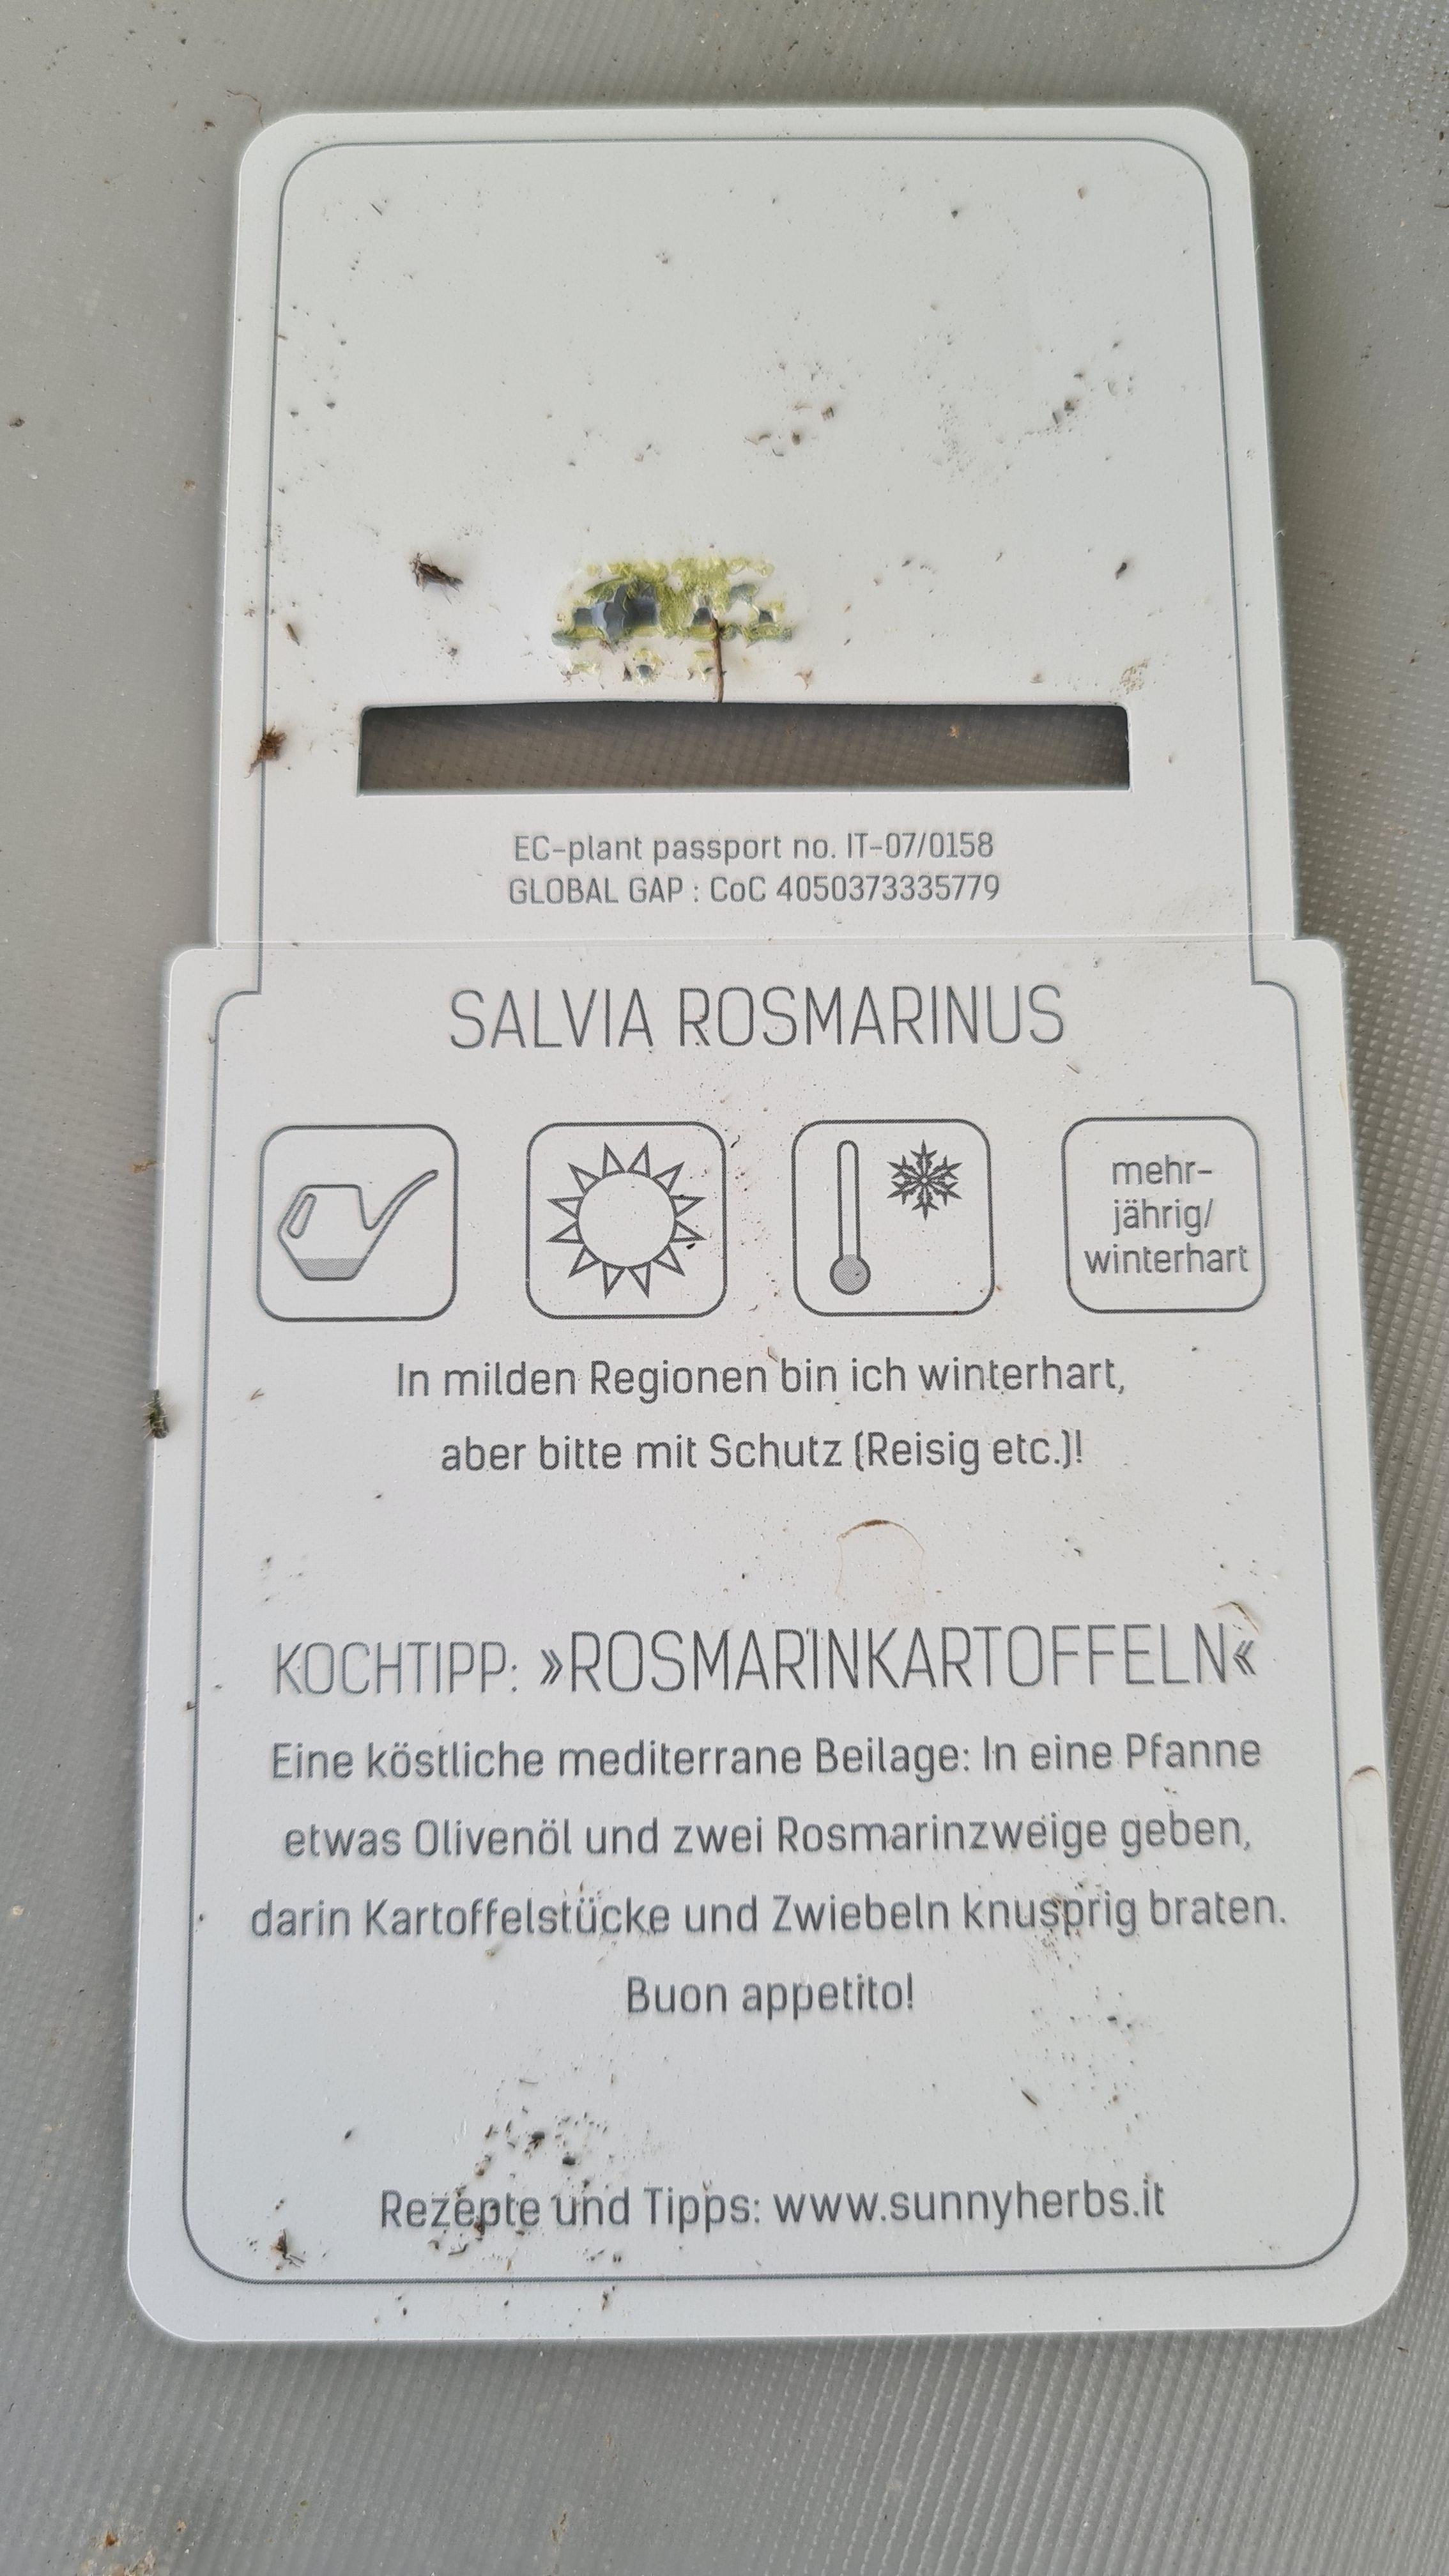 EC-plant passport no. IT-07/0158
GLOBAL GAP : CoC 4050373335779
SALVIA ROSMARINUS
mehr-
jährig/
winterhart
In milden Regionen bin ich winterhart,
aber bitte mit Schutz (Reisig etc.)!
KOCHTIPP: »ROSMARINKARTOFFELN«
Eine köstliche mediterrane Beilage: In eine Pfanne
etwas Olivenöl und zwei Rosmarinzweige geben,
darin Kartoffelstücke und Zwiebeln knusprig braten.
Buon appetito!
Rezepte und Tipps: www.sunnyherbs.it